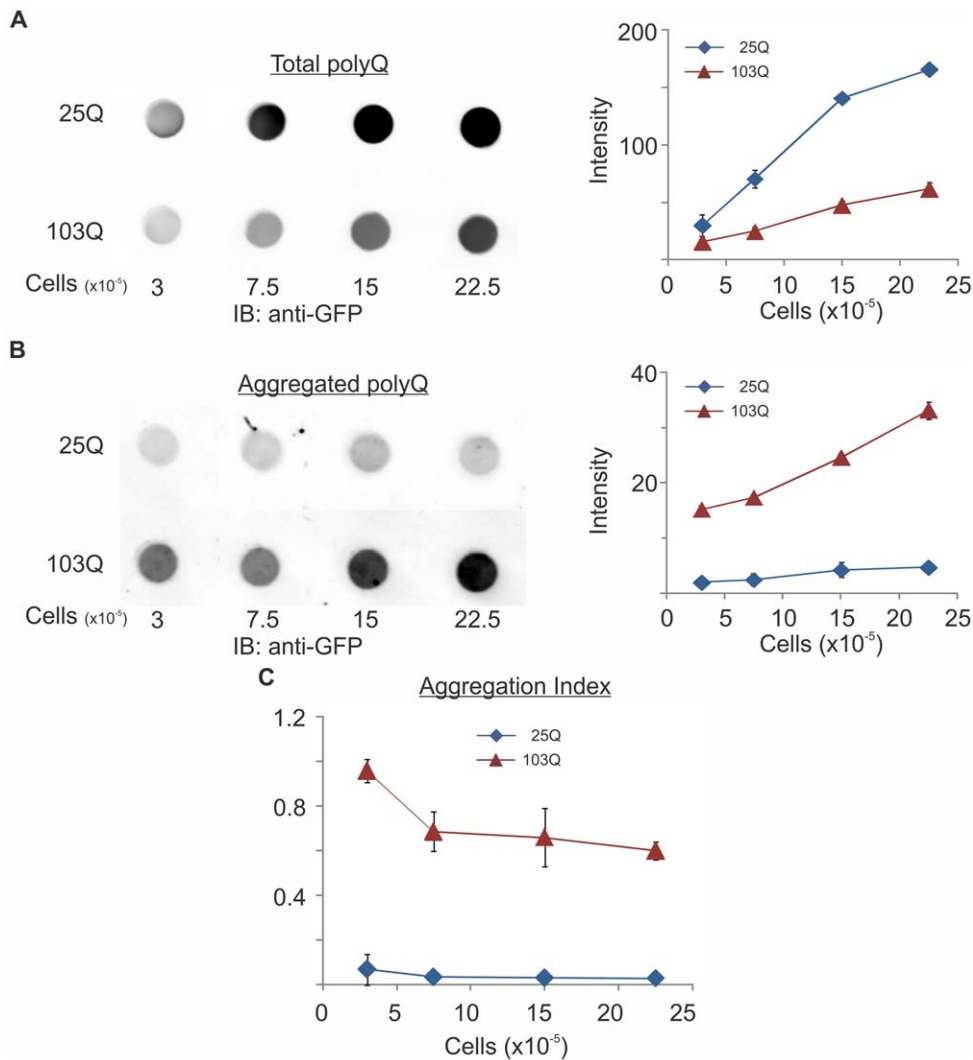 A
Total polyQ
25Q
103Q
Cells (x10-5) 3 7.5 15 22.5
IB: anti-GFP
200
100
Intensity
25Q
103Q
0 5 10 15 20 25
Cells (x10-5)
B
Aggregated polyQ
25Q
103Q
Cells (x10-5) 3 7.5 15 22.5
IB: anti-GFP
40
20
Intensity
25Q
103Q
0 5 10 15 20 25
Cells (x10-5)
C
Aggregation Index
1.2
0.8
0.4
25Q
103Q
0 5 10 15 20 25
Cells (x10-5)